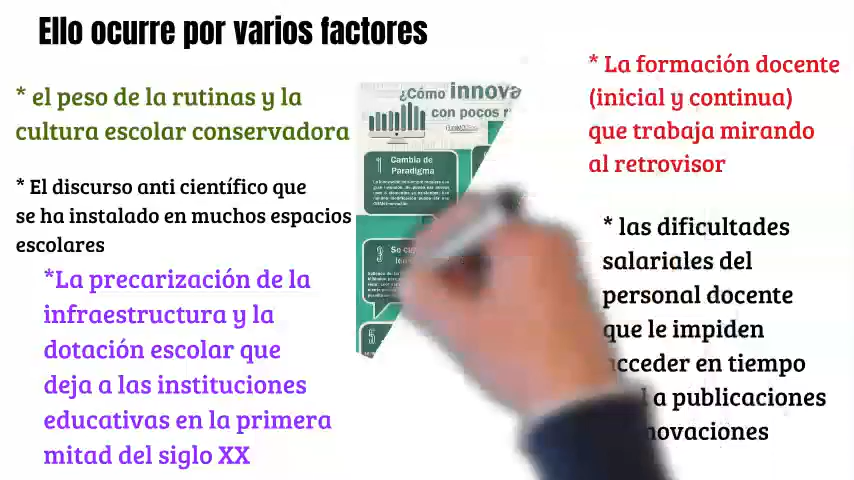 Ello ocurre por varios factores
* el peso de la rutinas y la
cultura escolar conservadora
* El discurso anti científico que
se ha instalado en muchos espacios
escolares
*La precarización de la
infraestructura y la
dotación escolar que
deja a las instituciones
educativas en la primera
mitad del siglo XX
¿Cómo innova
con pocos r
1 Cambia de
Paradigma
* La formación docente
(inicial y continua)
que trabaja mirando
al retrovisor
* las dificultades
salariales del
personal docente
que le impiden
acceder en tiempo
a publicaciones
novaciones